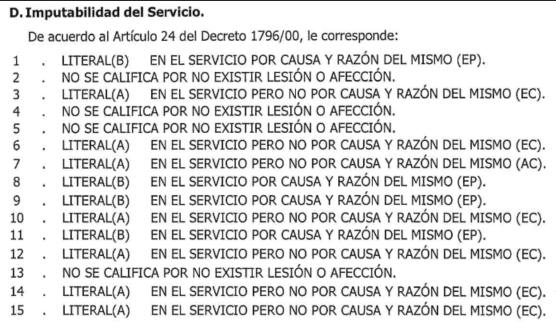 D. Imputabilidad del Servicio.
De acuerdo al Artículo 24 del Decreto 1796/00, le corresponde:
1 . LITERAL(B) EN EL SERVICIO POR CAUSA Y RAZÓN DEL MISMO (EP).
2 . NO SE CALIFICA POR NO EXISTIR LESIÓN O AFECCIÓN.
3 . LITERAL(A) EN EL SERVICIO PERO NO POR CAUSA Y RAZÓN DEL MISMO (EC).
4 . NO SE CALIFICA POR NO EXISTIR LESIÓN O AFECCIÓN.
5 . NO SE CALIFICA POR NO EXISTIR LESIÓN O AFECCIÓN.
6 . LITERAL(A) EN EL SERVICIO PERO NO POR CAUSA Y RAZÓN DEL MISMO (EC).
7 . LITERAL(A) EN EL SERVICIO PERO NO POR CAUSA Y RAZÓN DEL MISMO (AC).
8 . LITERAL(B) EN EL SERVICIO POR CAUSA Y RAZÓN DEL MISMO (EP).
9 . LITERAL(B) EN EL SERVICIO POR CAUSA Y RAZÓN DEL MISMO (EP).
10 . LITERAL(A) EN EL SERVICIO PERO NO POR CAUSA Y RAZÓN DEL MISMO (EC).
11 . LITERAL(B) EN EL SERVICIO POR CAUSA Y RAZÓN DEL MISMO (EP).
12 . LITERAL(A) EN EL SERVICIO PERO NO POR CAUSA Y RAZÓN DEL MISMO (EC).
13 . NO SE CALIFICA POR NO EXISTIR LESIÓN O AFECCIÓN.
14 . LITERAL(A) EN EL SERVICIO PERO NO POR CAUSA Y RAZÓN DEL MISMO (EC).
15 . LITERAL(A) EN EL SERVICIO PERO NO POR CAUSA Y RAZÓN DEL MISMO (EC).